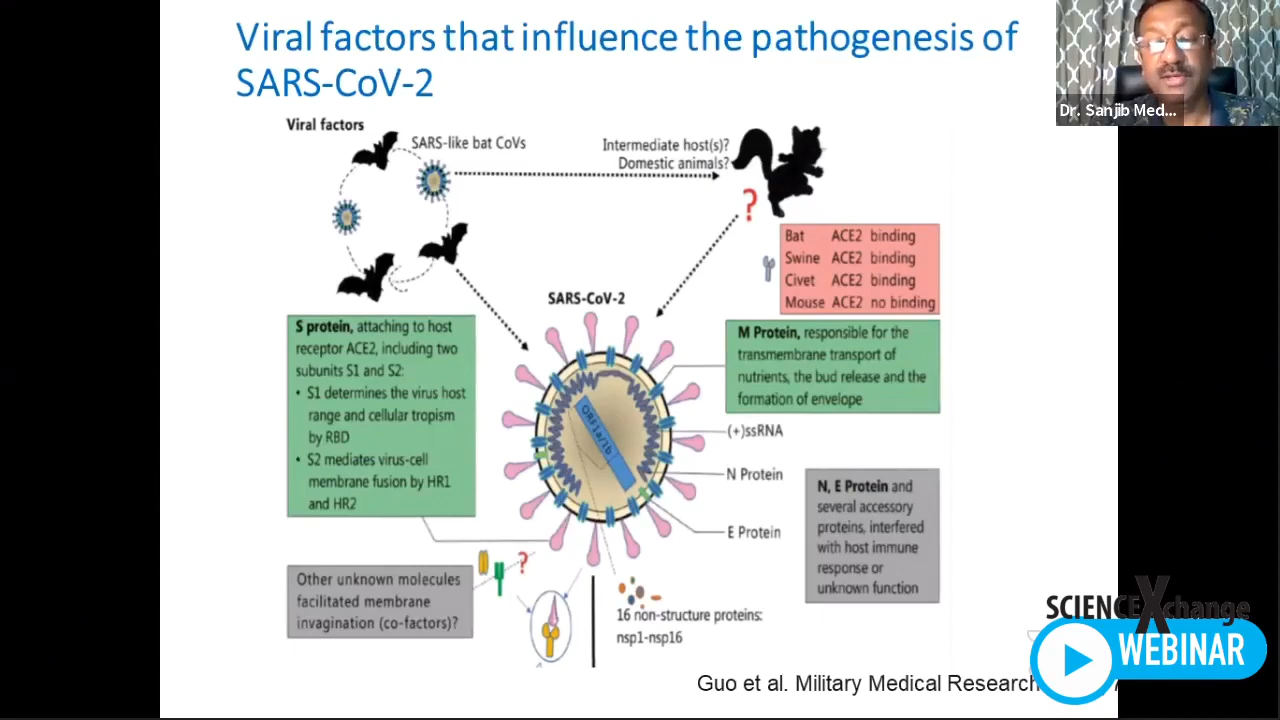 Viral factors that influence the pathogenesis of
SARS-CoV-2
Dr. Sanjib Med...
Viral factors
SARS-like bat CoVs
Intermediate host(s)?
Domestic animals?
?
Bat ACE2 binding
Swine ACE2 binding
Civet ACE2 binding
Mouse ACE2 no binding
SARS-CoV-2
S protein, attaching to host
receptor ACE2, including two
subunits S1 and S2:
• S1 determines the virus host
range and cellular tropism
by RBD
• S2 mediates virus-cell
membrane fusion by HR1
and HR2
M Protein, responsible for the
transmembrane transport of
nutrients, the bud release and the
formation of envelope
ORF1a/1b
(+)ssRNA
N Protein
E Protein
N, E Protein and
several accessory
proteins, interfered
with host immune
response or
unknown function
?
Other unknown molecules
facilitated membrane
invagination (co-factors)?
16 non-structure proteins:
nsp1-nsp16
SCIENCEXchange
WEBINAR
Guo et al. Military Medical Research